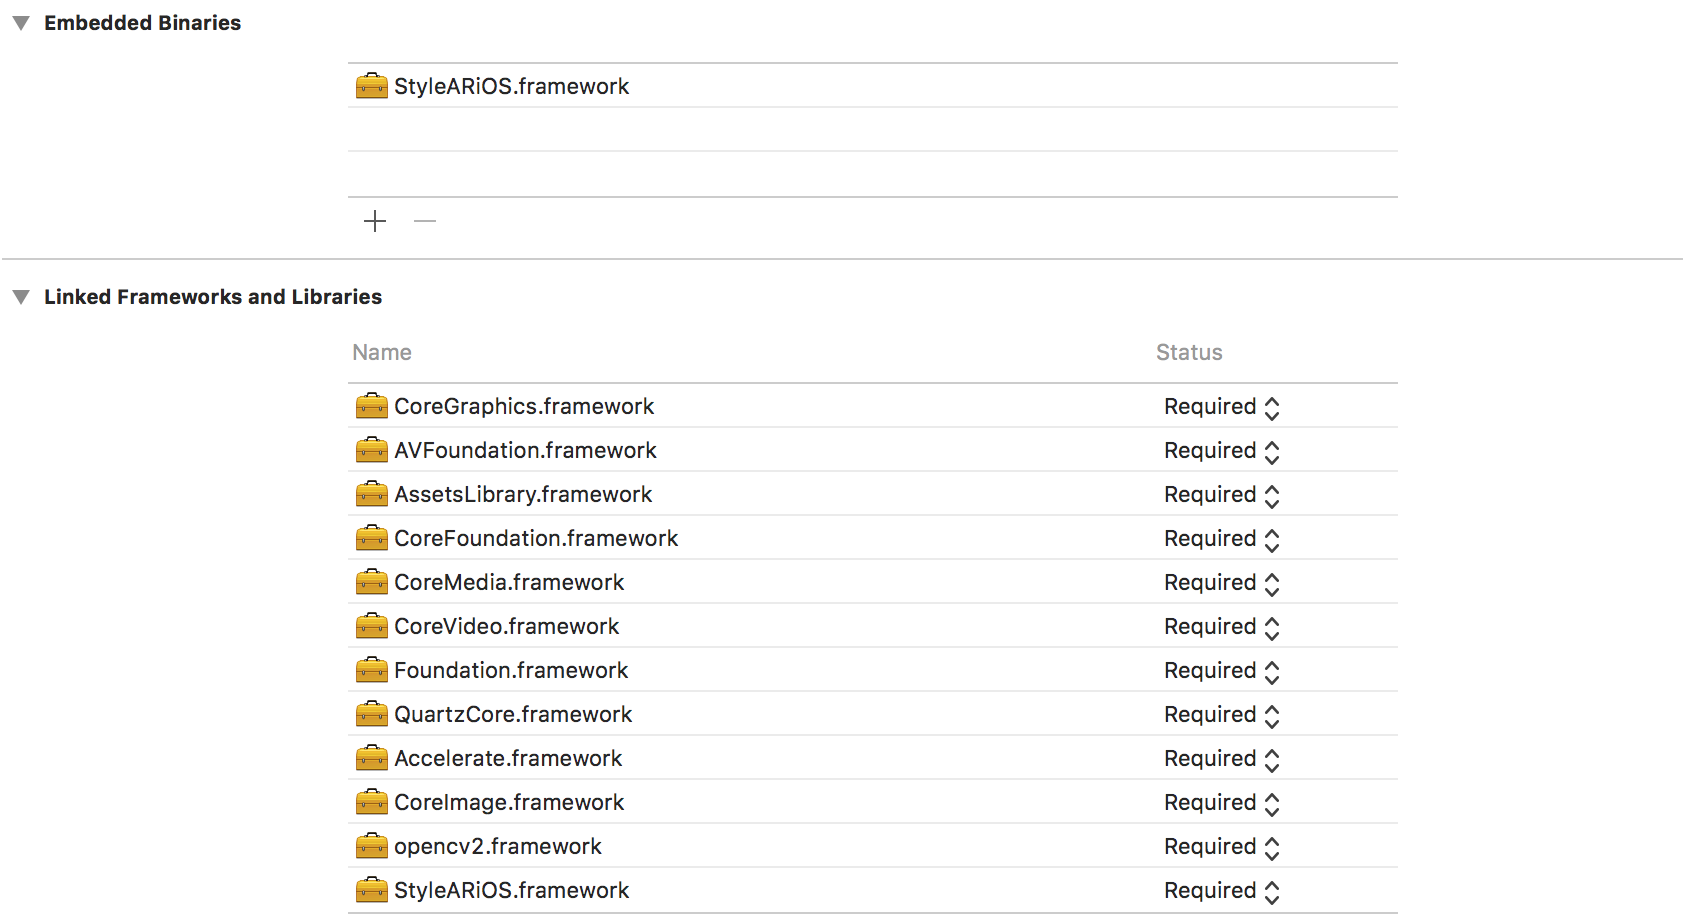 Embedded Binaries
StyleARiOS.framework
Linked Frameworks and Libraries
Name Status
CoreGraphics.framework Required
AVFoundation.framework Required
AssetsLibrary.framework Required
CoreFoundation.framework Required
CoreMedia.framework Required
CoreVideo.framework Required
Foundation.framework Required
QuartzCore.framework Required
Accelerate.framework Required
CoreImage.framework Required
opencv2.framework Required
StyleARiOS.framework Required